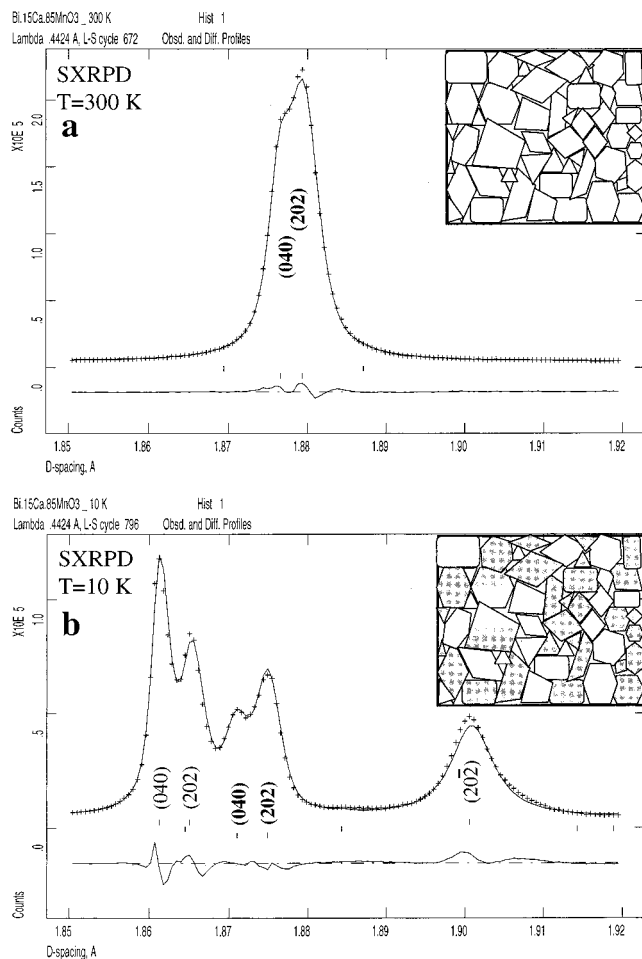 Bi.15Ca.85MnO3 _ 300 K Hist 1
Lambda .4424 A, L-S cycle 672 Obsd. and Diff. Profiles
SXRPD
T=300 K
a
X10E 5
2.0
1.5
1.0
.5
.0
Counts
(040)
(202)
1.85 1.86 1.87 1.88 1.89 1.90 1.91 1.92
D-spacing, A
Bi.15Ca.85MnO3 _ 10 K Hist 1
Lambda .4424 A, L-S cycle 796 Obsd. and Diff. Profiles
SXRPD
T=10 K
b
X10E 5
1.0
.5
.0
Counts
(040)
(202)
(040)
(202)
(20̅2)
1.85 1.86 1.87 1.88 1.89 1.90 1.91 1.92
D-spacing, A